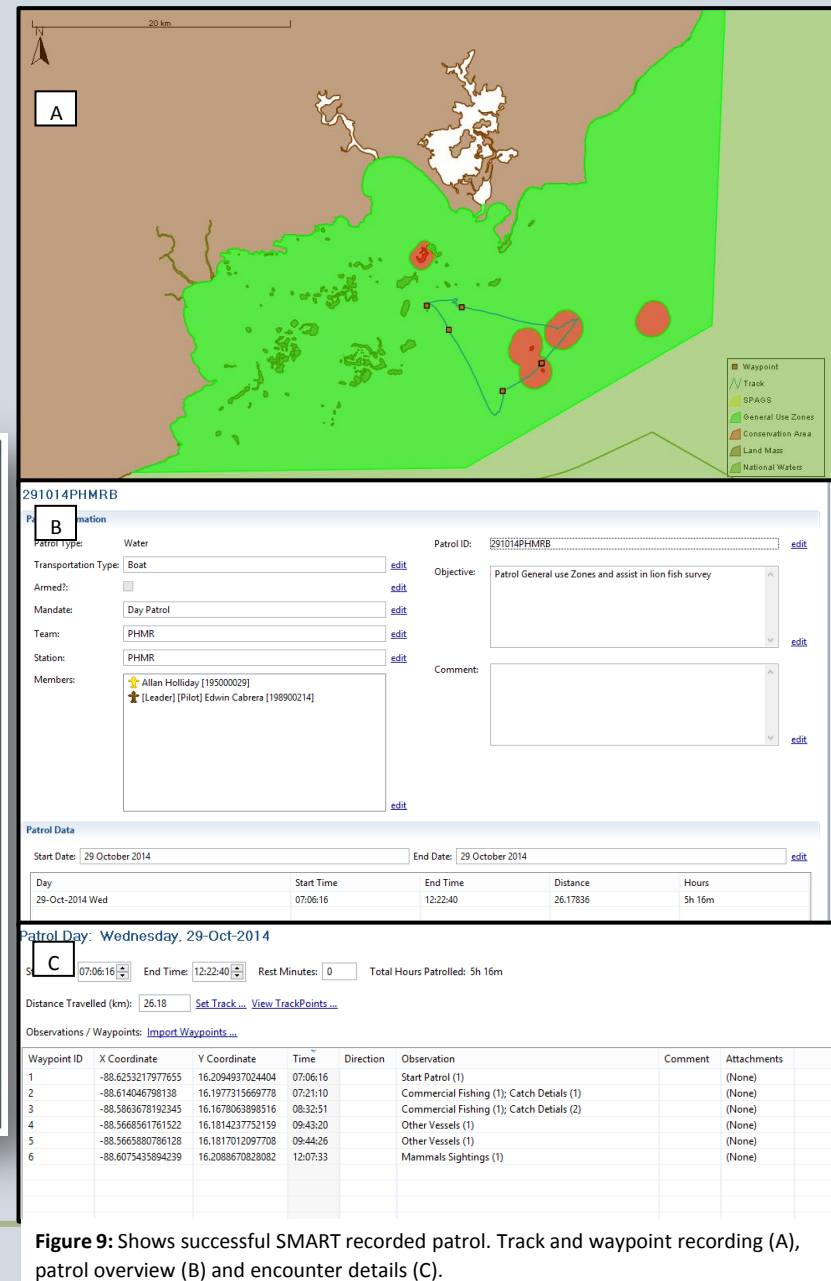 20 km
N
A
Waypoint
Track
SPAGS
General Use Zones
Conservation Area
Land Mass
National Waters
291014PHMRB
B
mation
Patrol Type: Water
Patrol ID: 291014PHMRB edit
Transportation Type: Boat edit
Objective: Patrol General use Zones and assist in lion fish survey edit
Armed?: edit
Mandate: Day Patrol edit
Team: PHMR edit
Station: PHMR edit
Comment: edit
Members: Allan Holliday [195000029]
[Leader] [Pilot] Edwin Cabrera [198900214]
edit
Patrol Data
Start Date: 29 October 2014 End Date: 29 October 2014 edit
Day Start Time End Time Distance Hours
29-Oct-2014 Wed 07:06:16 12:22:40 26.17836 5h 16m
Patrol Day: Wednesday, 29-Oct-2014
C
07:06:16 End Time: 12:22:40 Rest Minutes: 0 Total Hours Patrolled: 5h 16m
Distance Travelled (km): 26.18 Set Track ... View TrackPoints ...
Observations / Waypoints: Import Waypoints ...
Waypoint ID X Coordinate Y Coordinate Time Direction Observation Comment Attachments
1 -88.6253217977655 16.2094937024404 07:06:16 Start Patrol (1) (None)
2 -88.614046798138 16.1977315669778 07:21:10 Commercial Fishing (1); Catch Detials (1) (None)
3 -88.5863678192345 16.1678063898516 08:32:51 Commercial Fishing (1); Catch Detials (2) (None)
4 -88.5668561761522 16.1814237752159 09:43:20 Other Vessels (1) (None)
5 -88.5665880786128 16.1817012097708 09:44:26 Other Vessels (1) (None)
6 -88.6075435894239 16.2088670828082 12:07:33 Mammals Sightings (1) (None)
Figure 9: Shows successful SMART recorded patrol. Track and waypoint recording (A),
patrol overview (B) and encounter details (C).